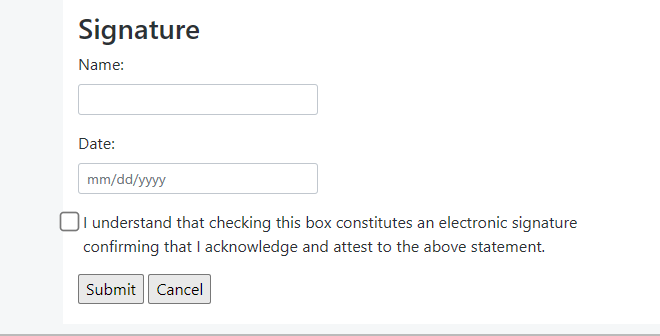 Signature
Name:
Date:
mm/dd/yyyy
I understand that checking this box constitutes an electronic signature
confirming that I acknowledge and attest to the above statement.
Submit Cancel